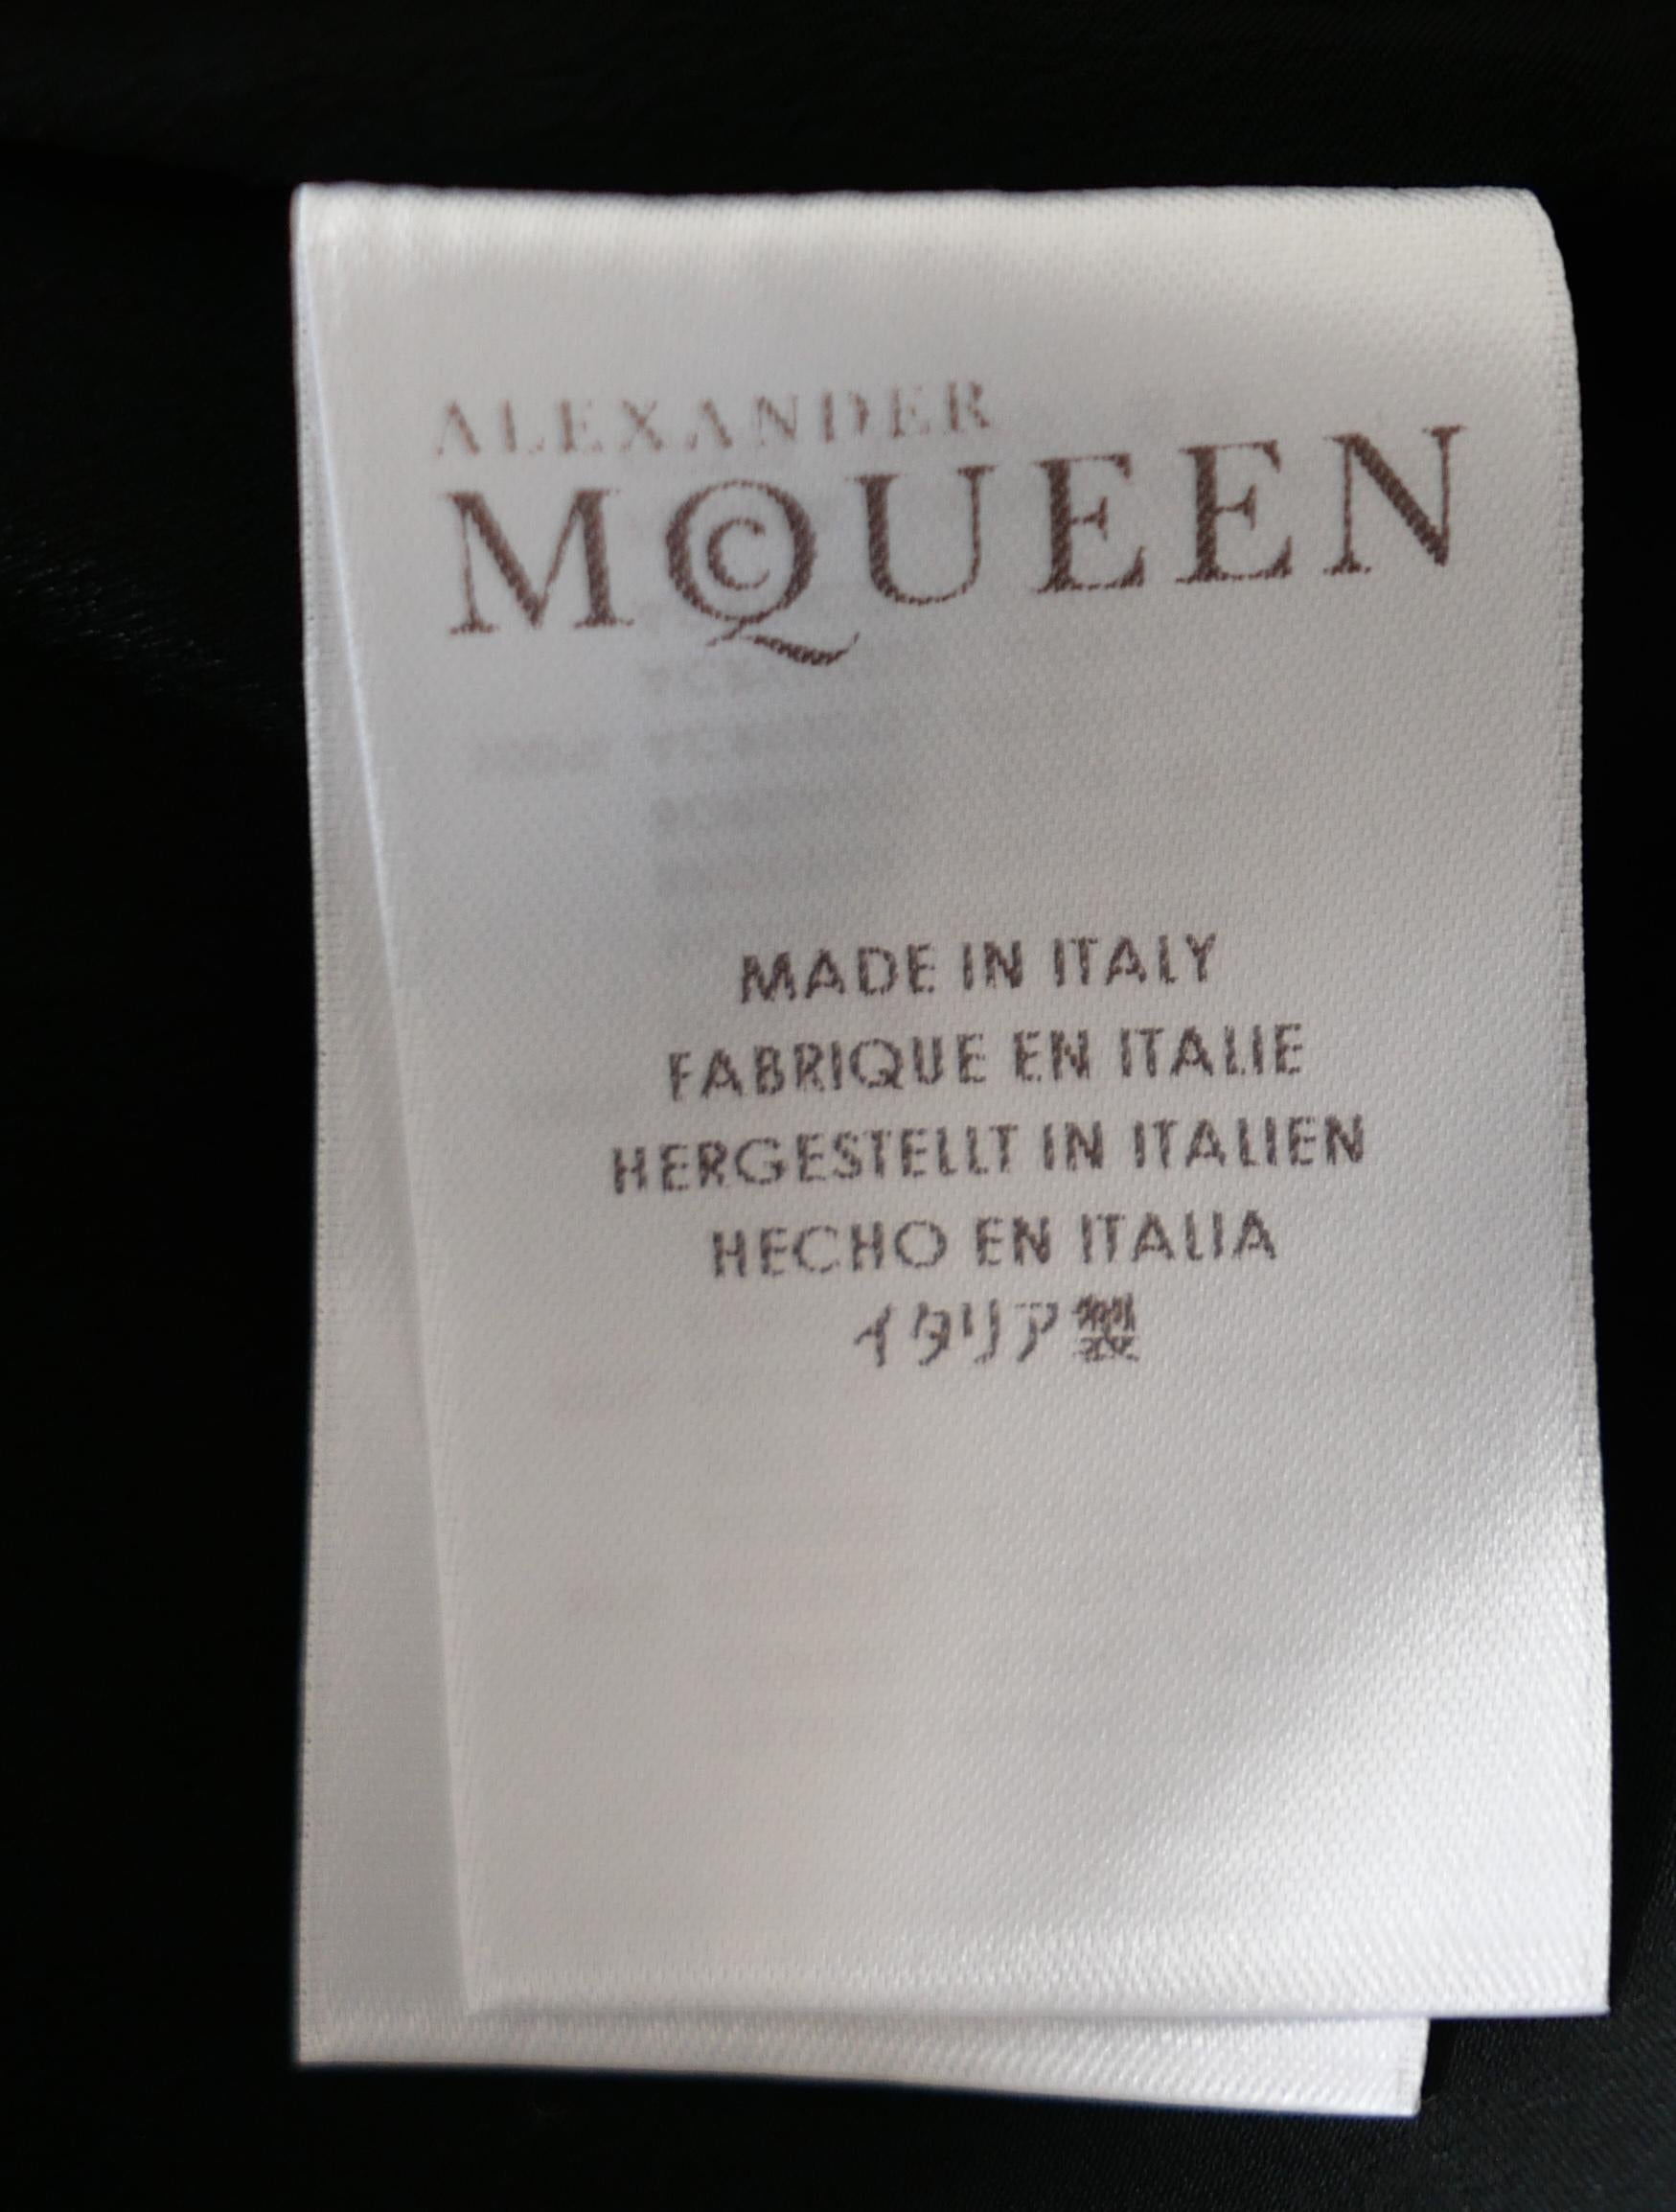 ALEXANDER
MCQUEEN
MADE IN ITALY
FABRIQUE EN ITALIE
HERGESTELLT IN ITALIEN
HECHO EN ITALIA
イタリア製